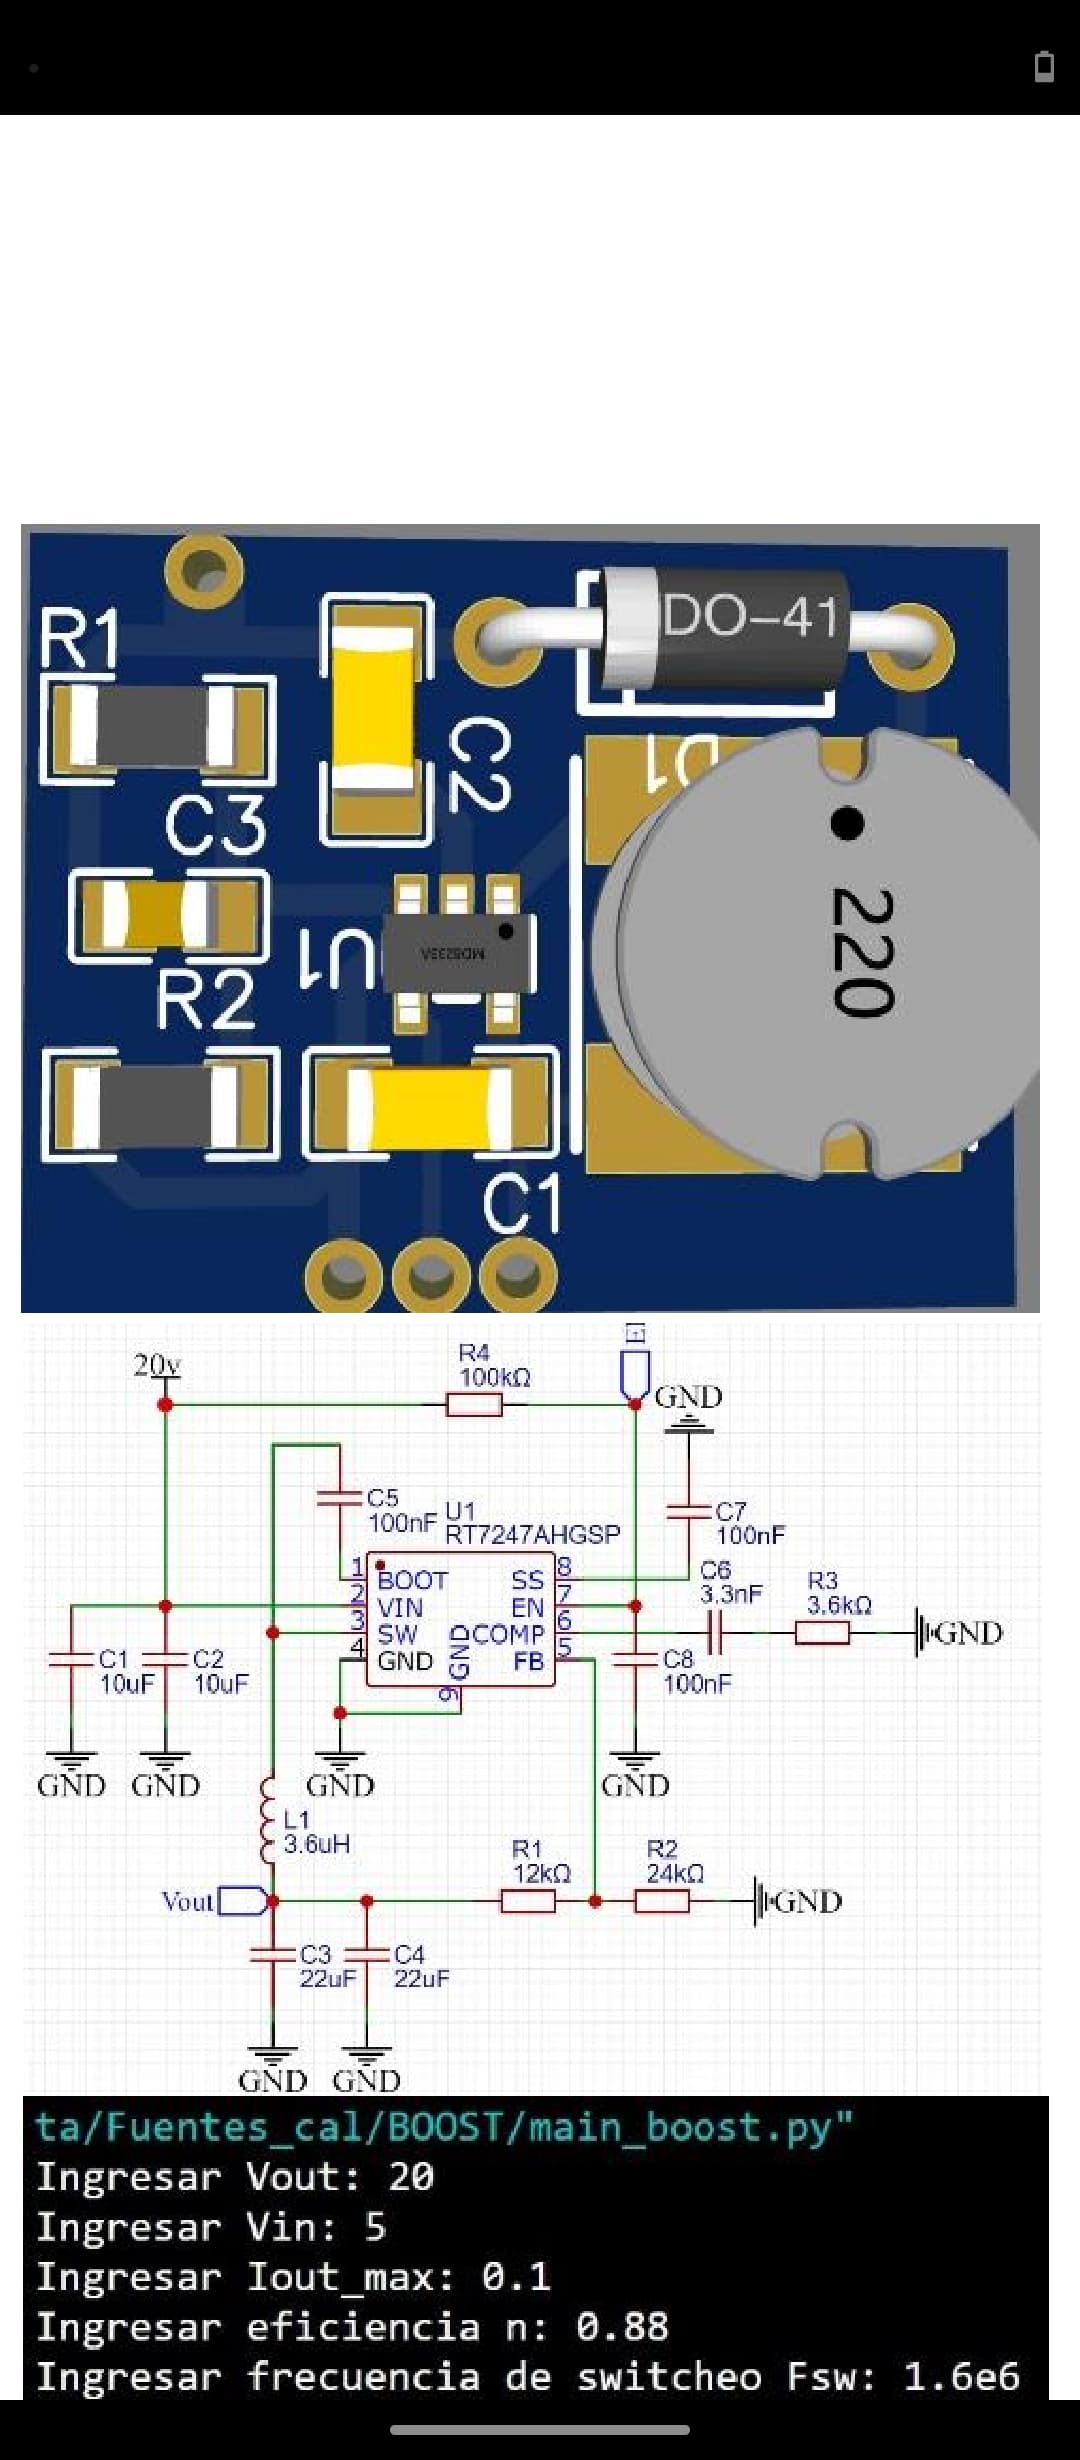 R1
DO-41
C2
D1
C3
220
U1
R2
C1
20v
R4
100kΩ
GND
C5
100nF
U1
RT7247AHGSP
C7
100nF
1 BOOT SS 8
2 VIN EN 7
3 SW COMP 6
4 GND FB 5
GND
9
C6
3.3nF
R3
3.6kΩ
GND
C1
10uF
C2
10uF
C8
100nF
GND
GND
GND
GND
L1
3.6uH
R1
12kΩ
R2
24kΩ
Vout
GND
C3
22uF
C4
22uF
GND
GND
ta/Fuentes_cal/BOOST/main_boost.py"
Ingresar Vout: 20
Ingresar Vin: 5
Ingresar Iout_max: 0.1
Ingresar eficiencia n: 0.88
Ingresar frecuencia de switcheo Fsw: 1.6e6